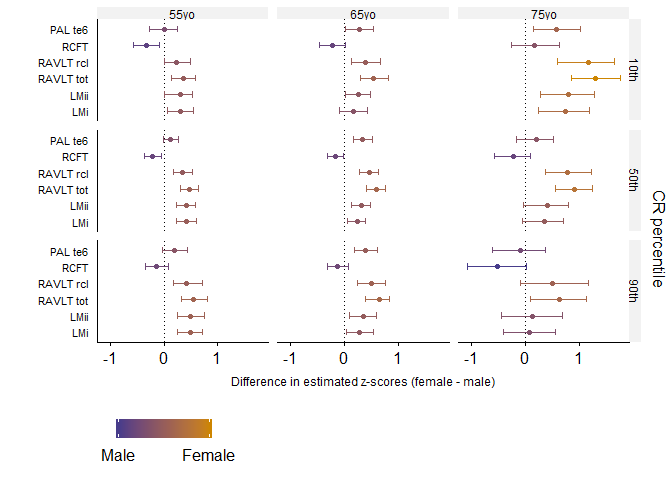 55yo 65yo 75yo
PAL te6
RCFT
RAVLT rcl
RAVLT tot
LMii
LMi
10th
PAL te6
RCFT
RAVLT rcl
RAVLT tot
LMii
LMi
50th
CR percentile
PAL te6
RCFT
RAVLT rcl
RAVLT tot
LMii
LMi
90th
-1 0 1 -1 0 1 -1 0 1
Difference in estimated z-scores (female - male)
Male Female